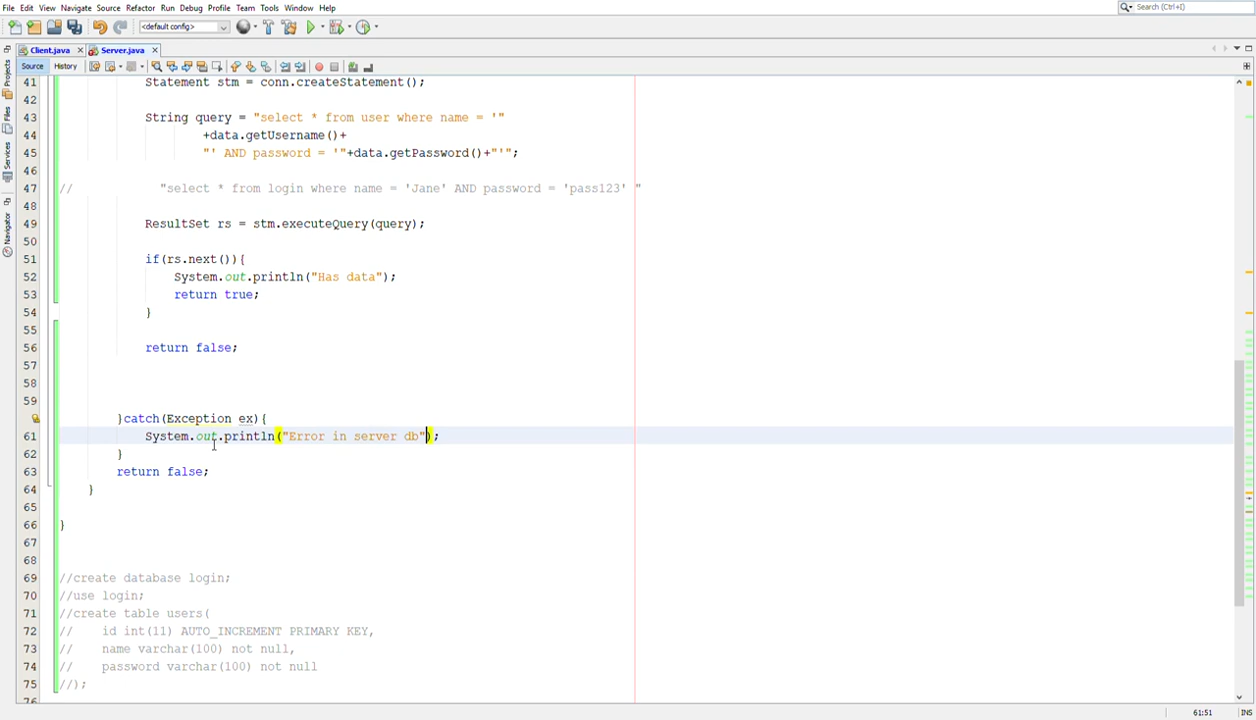 File Edit View Navigate Source Refactor Run Debug Profile Team Tools Window Help
Search (Ctrl+I)
<default config>
Client.java Server.java
Source History
Projects
Files
Services
Navigator
41 Statement stm = conn.createStatement();
42
43 String query = "select * from user where name = '"
44 +data.getUsername()+
45 "' AND password = '"+data.getPassword()+"'";
46
47 // "select * from login where name = 'Jane' AND password = 'pass123' "
48
49 ResultSet rs = stm.executeQuery(query);
50
51 if(rs.next()){
52 System.out.println("Has data");
53 return true;
54 }
55
56 return false;
57
58
59
}catch(Exception ex){
61 System.out.println("Error in server db");
62 }
63 return false;
64 }
65
66 }
67
68
69 //create database login;
70 //use login;
71 //create table users(
72 // id int(11) AUTO_INCREMENT PRIMARY KEY,
73 // name varchar(100) not null,
74 // password varchar(100) not null
75 //);
76
61:51 INS